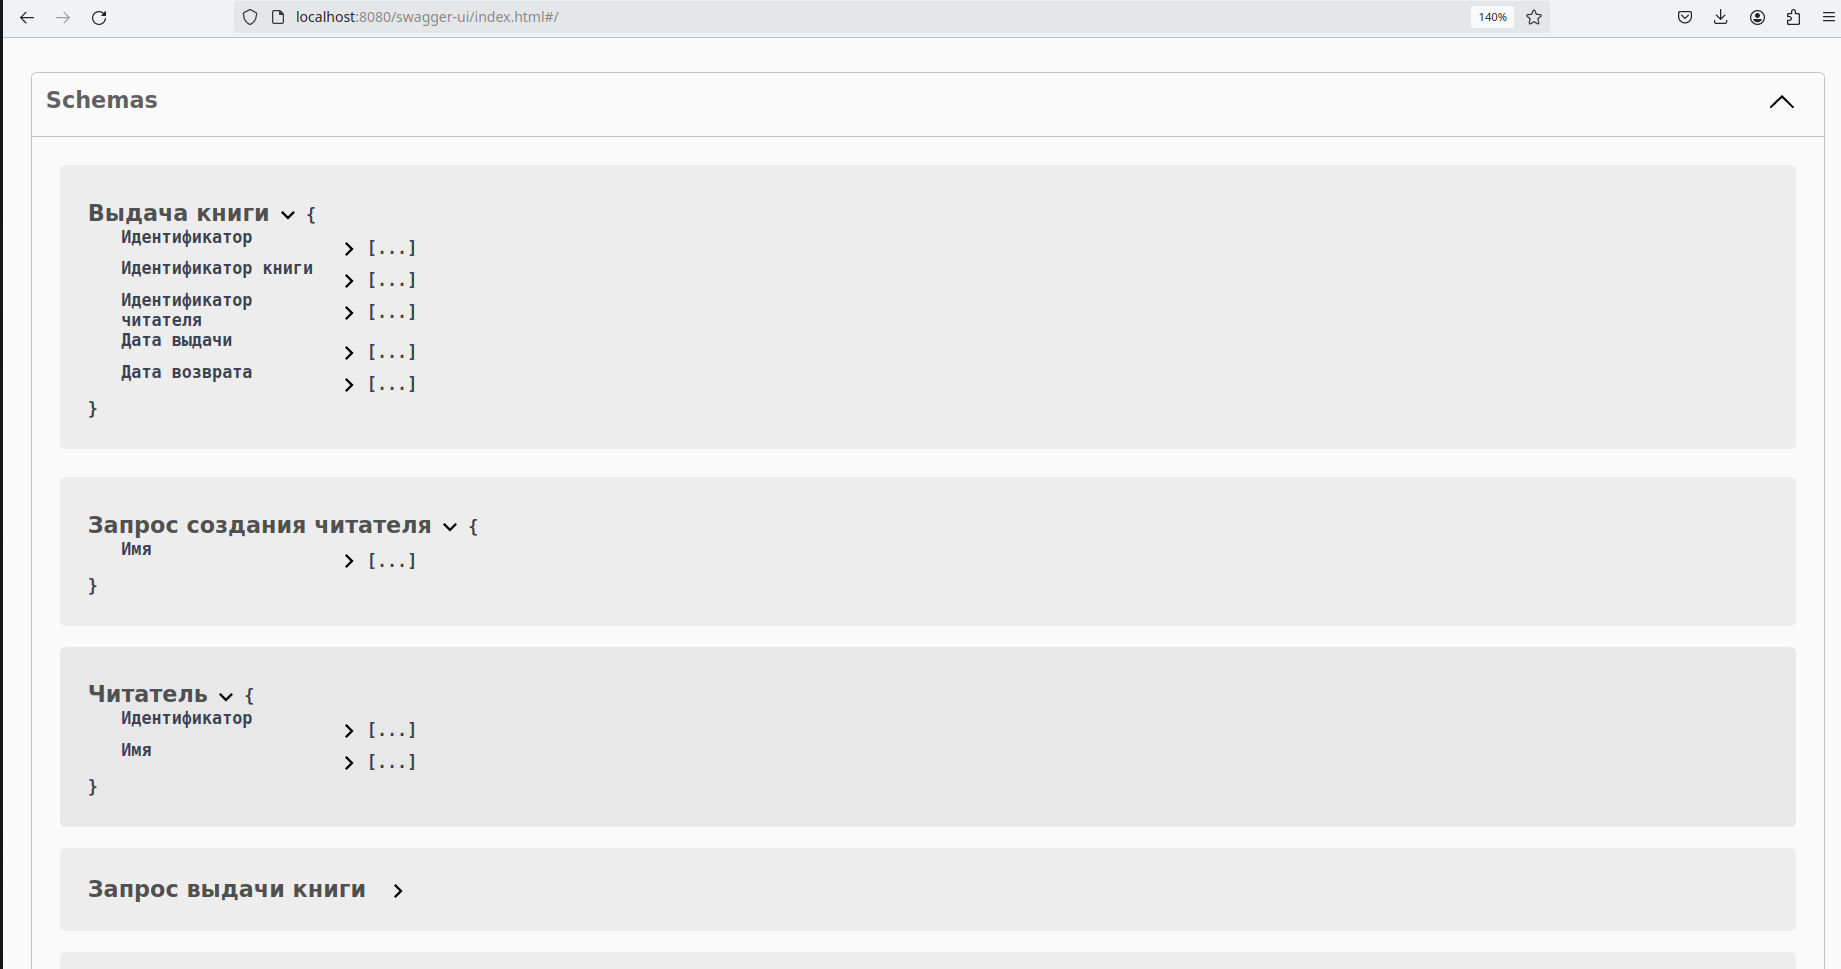 localhost:8080/swagger-ui/index.html#/
140%
Schemas
Выдача книги {
Идентификатор [...]
Идентификатор книги [...]
Идентификатор
читателя [...]
Дата выдачи [...]
Дата возврата [...]
}
Запрос создания читателя {
Имя [...]
}
Читатель {
Идентификатор [...]
Имя [...]
}
Запрос выдачи книги